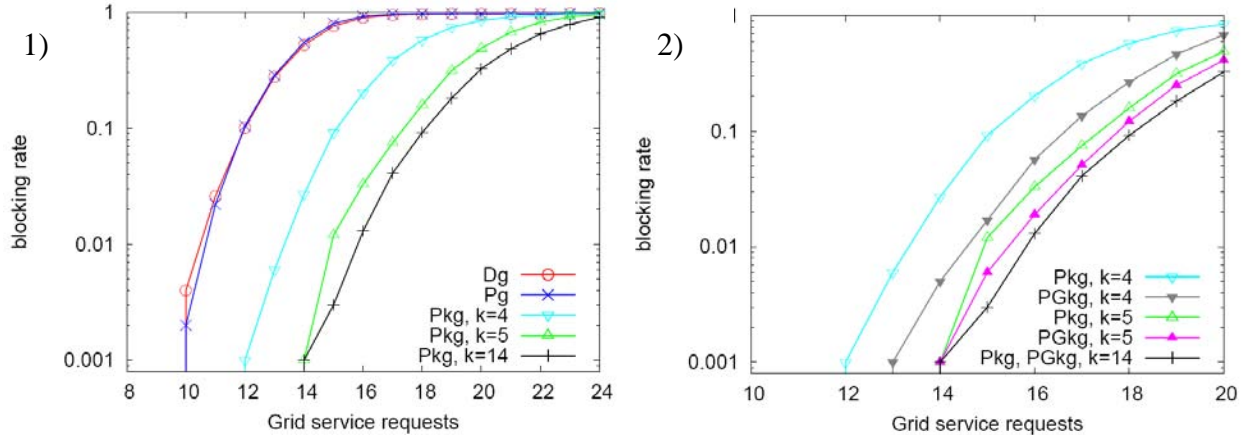 1)
blocking rate
1
0.1
0.01
0.001
8 10 12 14 16 18 20 22 24
Grid service requests
Dg
Pg
Pkg, k=4
Pkg, k=5
Pkg, k=14
2)
blocking rate
1
0.1
0.01
0.001
10 12 14 16 18 20
Grid service requests
Pkg, k=4
PGkg, k=4
Pkg, k=5
PGkg, k=5
Pkg, PGkg, k=14